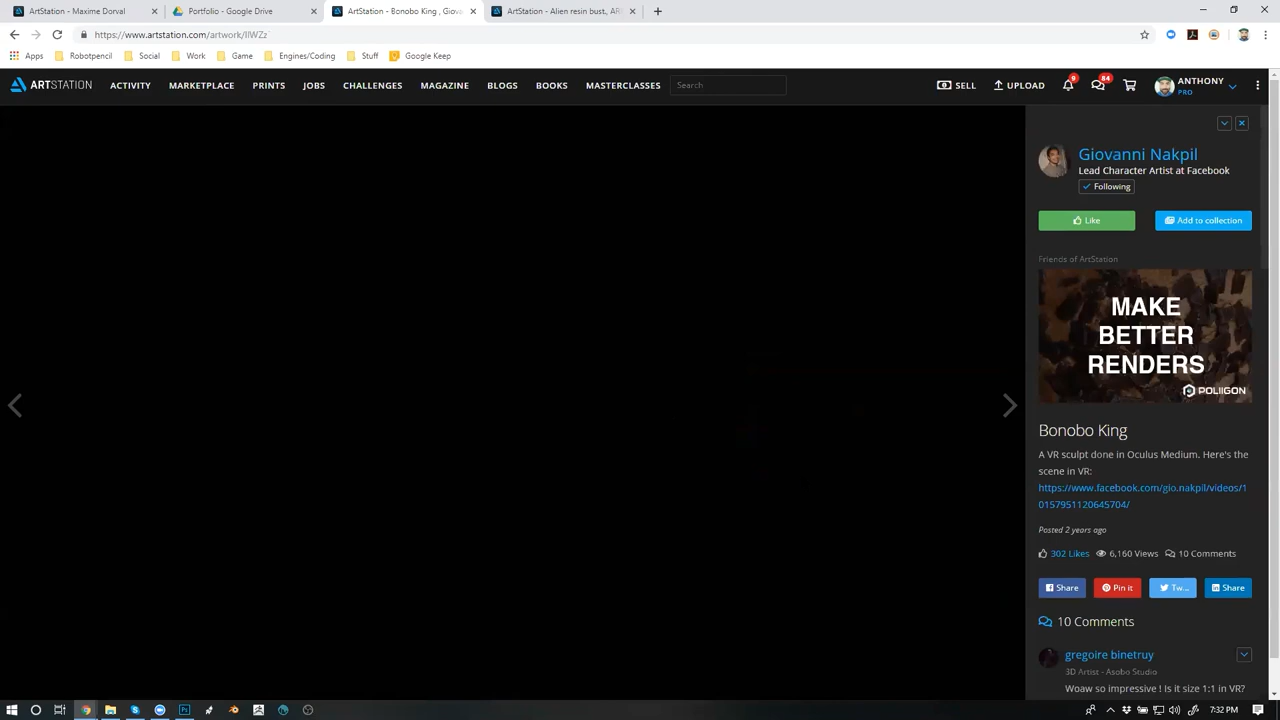 ArtStation - Maxime Dorval
Portfolio - Google Drive
ArtStation - Bonobo King , Giov
ArtStation - Alien resin bust, AR
https://www.artstation.com/artwork/llWZz
Apps Robotpencil Social Work Game Engines/Coding Stuff Google Keep
ARTSTATION ACTIVITY MARKETPLACE PRINTS JOBS CHALLENGES MAGAZINE BLOGS BOOKS MASTERCLASSES Search SELL UPLOAD 9 84 ANTHONY
PRO
Giovanni Nakpil
Lead Character Artist at Facebook
Following
Like Add to collection
Friends of ArtStation
MAKE
BETTER
RENDERS
POLIIGON
Bonobo King
A VR sculpt done in Oculus Medium. Here's the
scene in VR:
https://www.facebook.com/gio.nakpil/videos/1
0157951120645704/
Posted 2 years ago
302 Likes 6,160 Views 10 Comments
Share Pin it Tw... Share
10 Comments
gregoire binetruy
3D Artist - Asobo Studio
Woaw so impressive ! Is it size 1:1 in VR?
7:32 PM